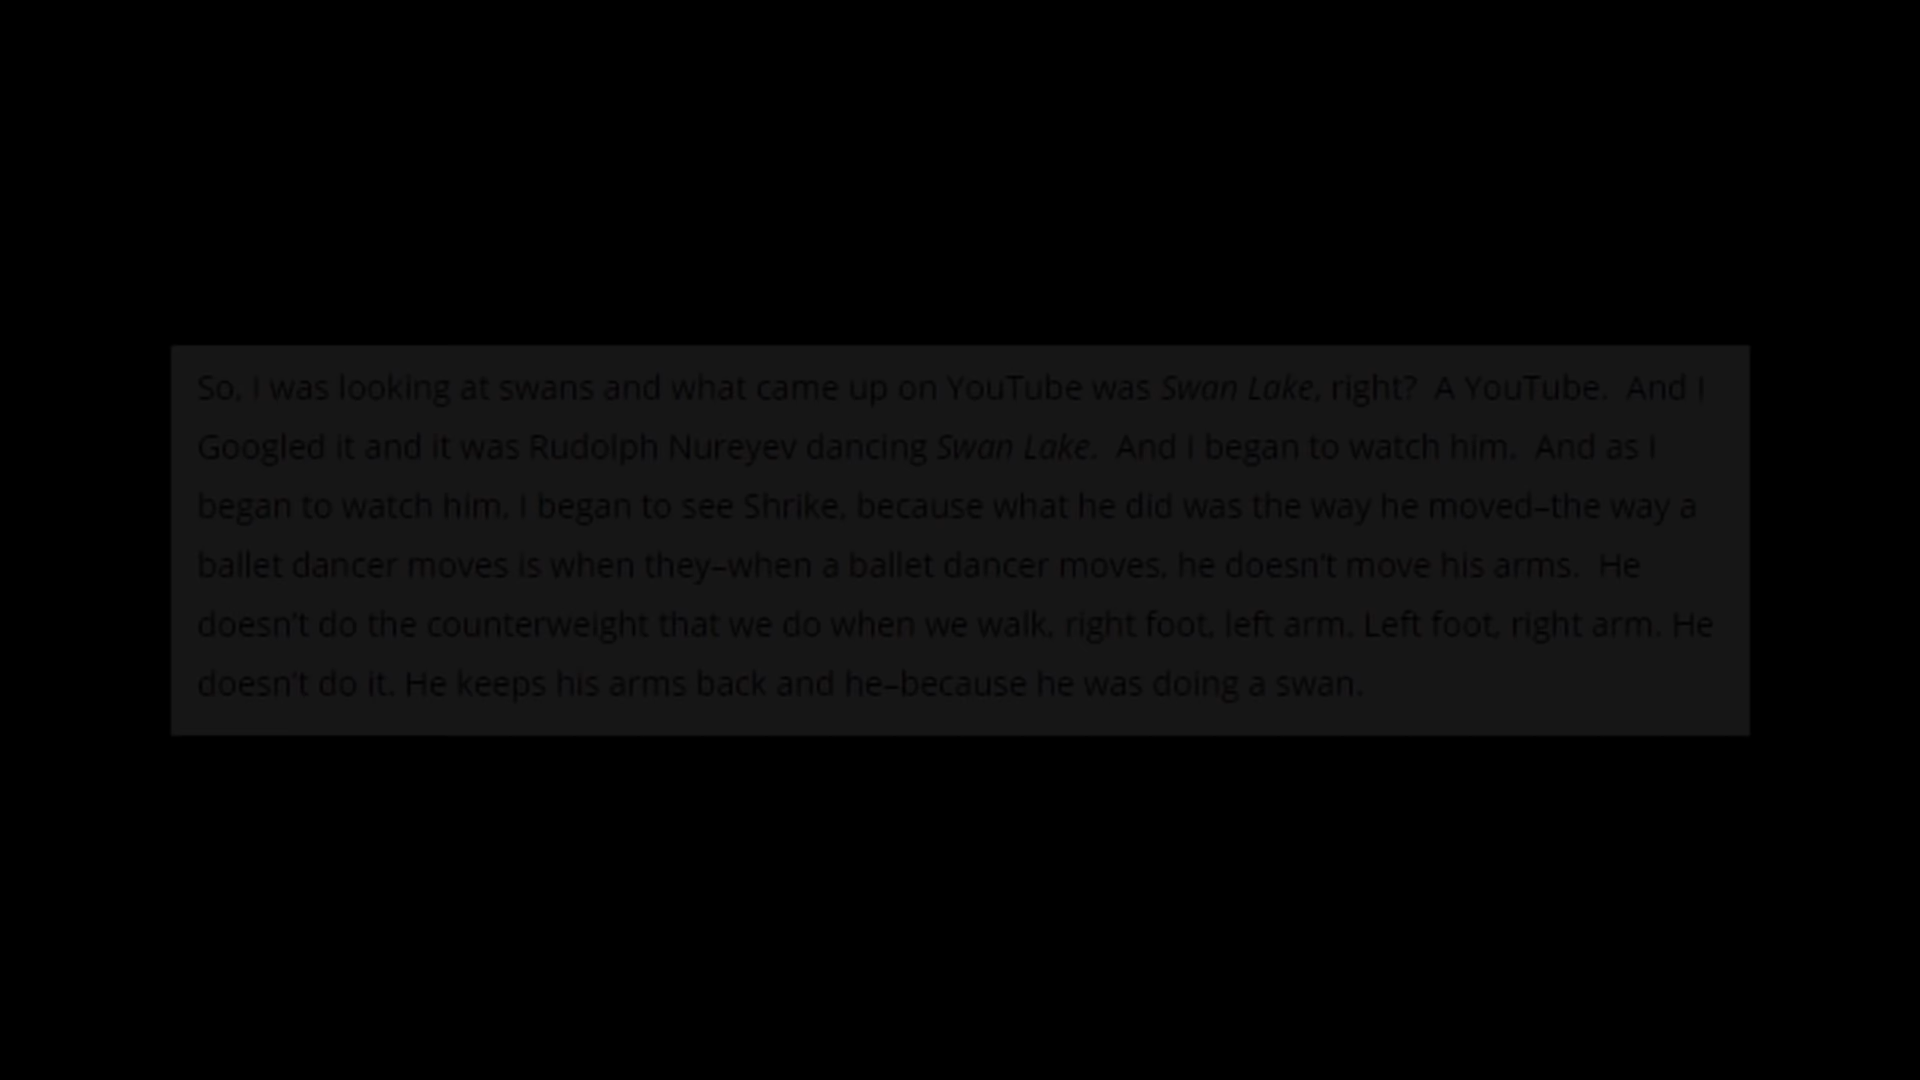 So, I was looking at swans and what came up on YouTube was Swan Lake, right?  A YouTube.  And I
Googled it and it was Rudolph Nureyev dancing Swan Lake.  And I began to watch him.  And as I
began to watch him, I began to see Shrike, because what he did was the way he moved–the way a
ballet dancer moves is when they–when a ballet dancer moves, he doesn't move his arms.  He
doesn't do the counterweight that we do when we walk, right foot, left arm. Left foot, right arm. He
doesn't do it. He keeps his arms back and he–because he was doing a swan.